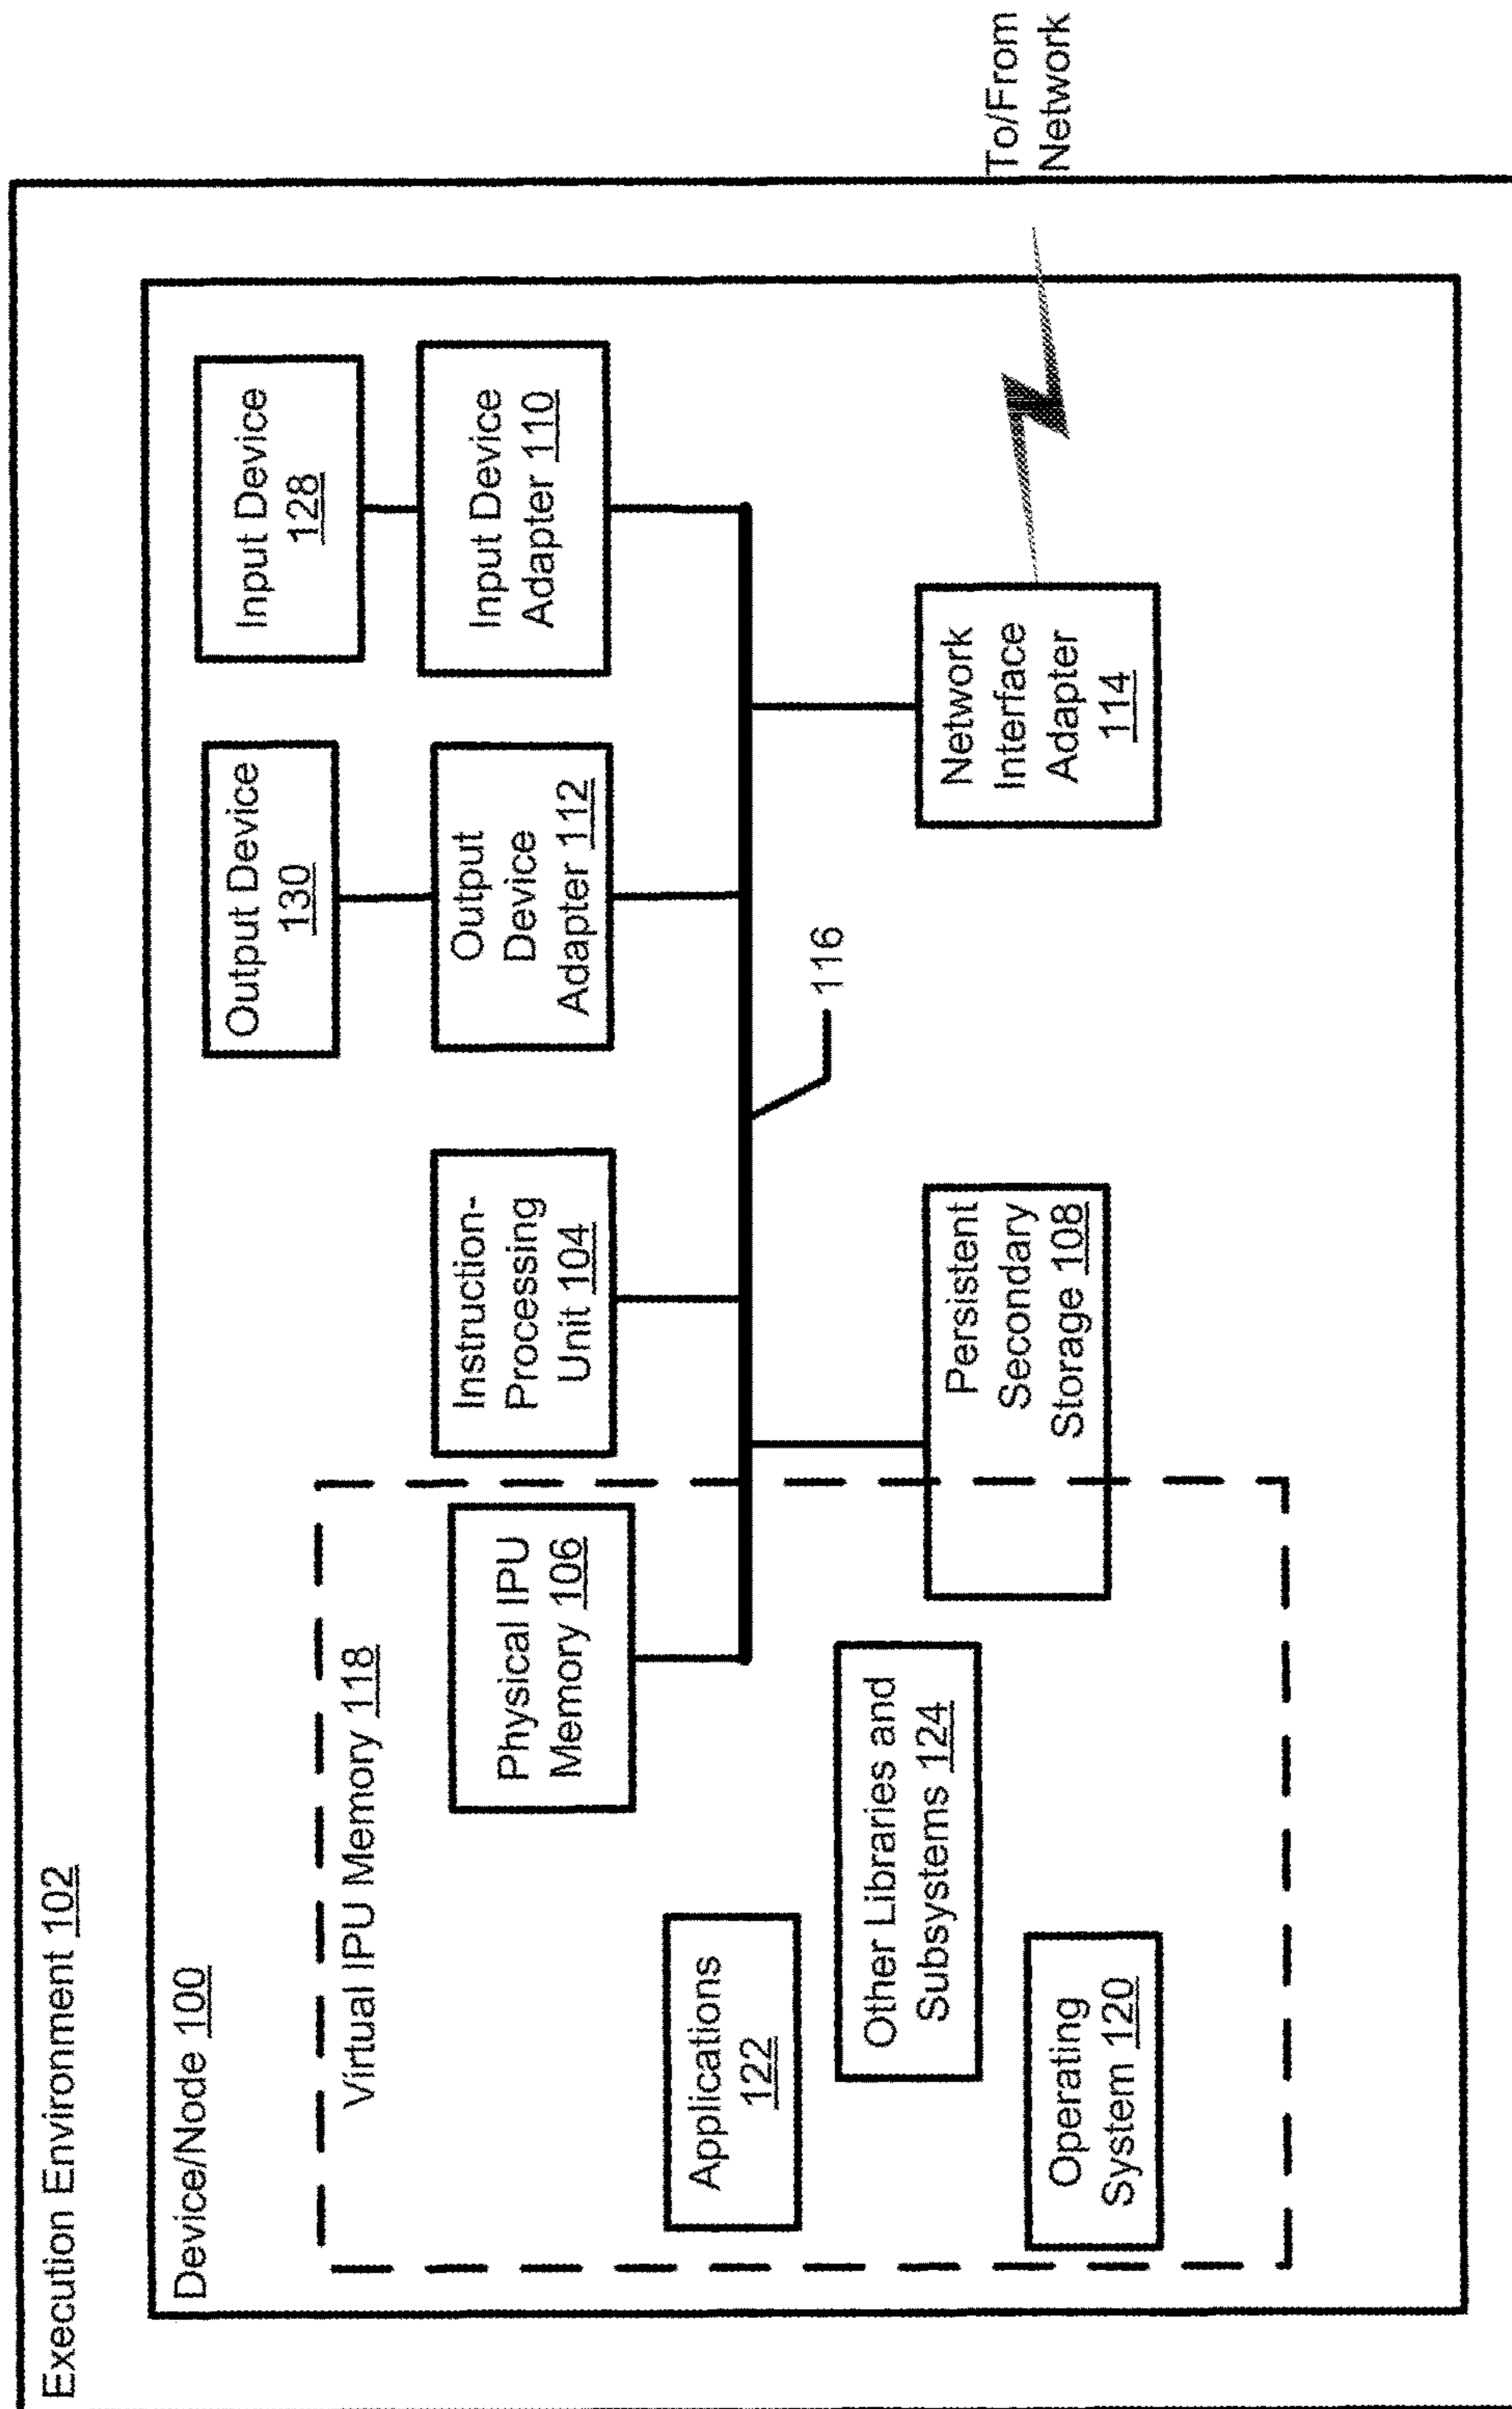 Execution Environment 102
Device/Node 100
Virtual IPU Memory 118
Physical IPU
Memory 106
Instruction-
Processing
Unit 104
Output Device
130
Output
Device
Adapter 112
Input Device
128
Input Device
Adapter 110
116
Applications
122
Other Libraries and
Subsystems 124
Operating
System 120
Persistent
Secondary
Storage 108
Network
Interface
Adapter
114
To/From
Network